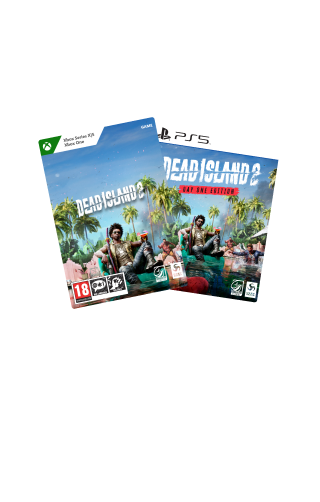 Xbox Series X|S
Xbox One
DEAD ISLAND 2
18
PS5
DEAD ISLAND 2
DAY ONE EDITION